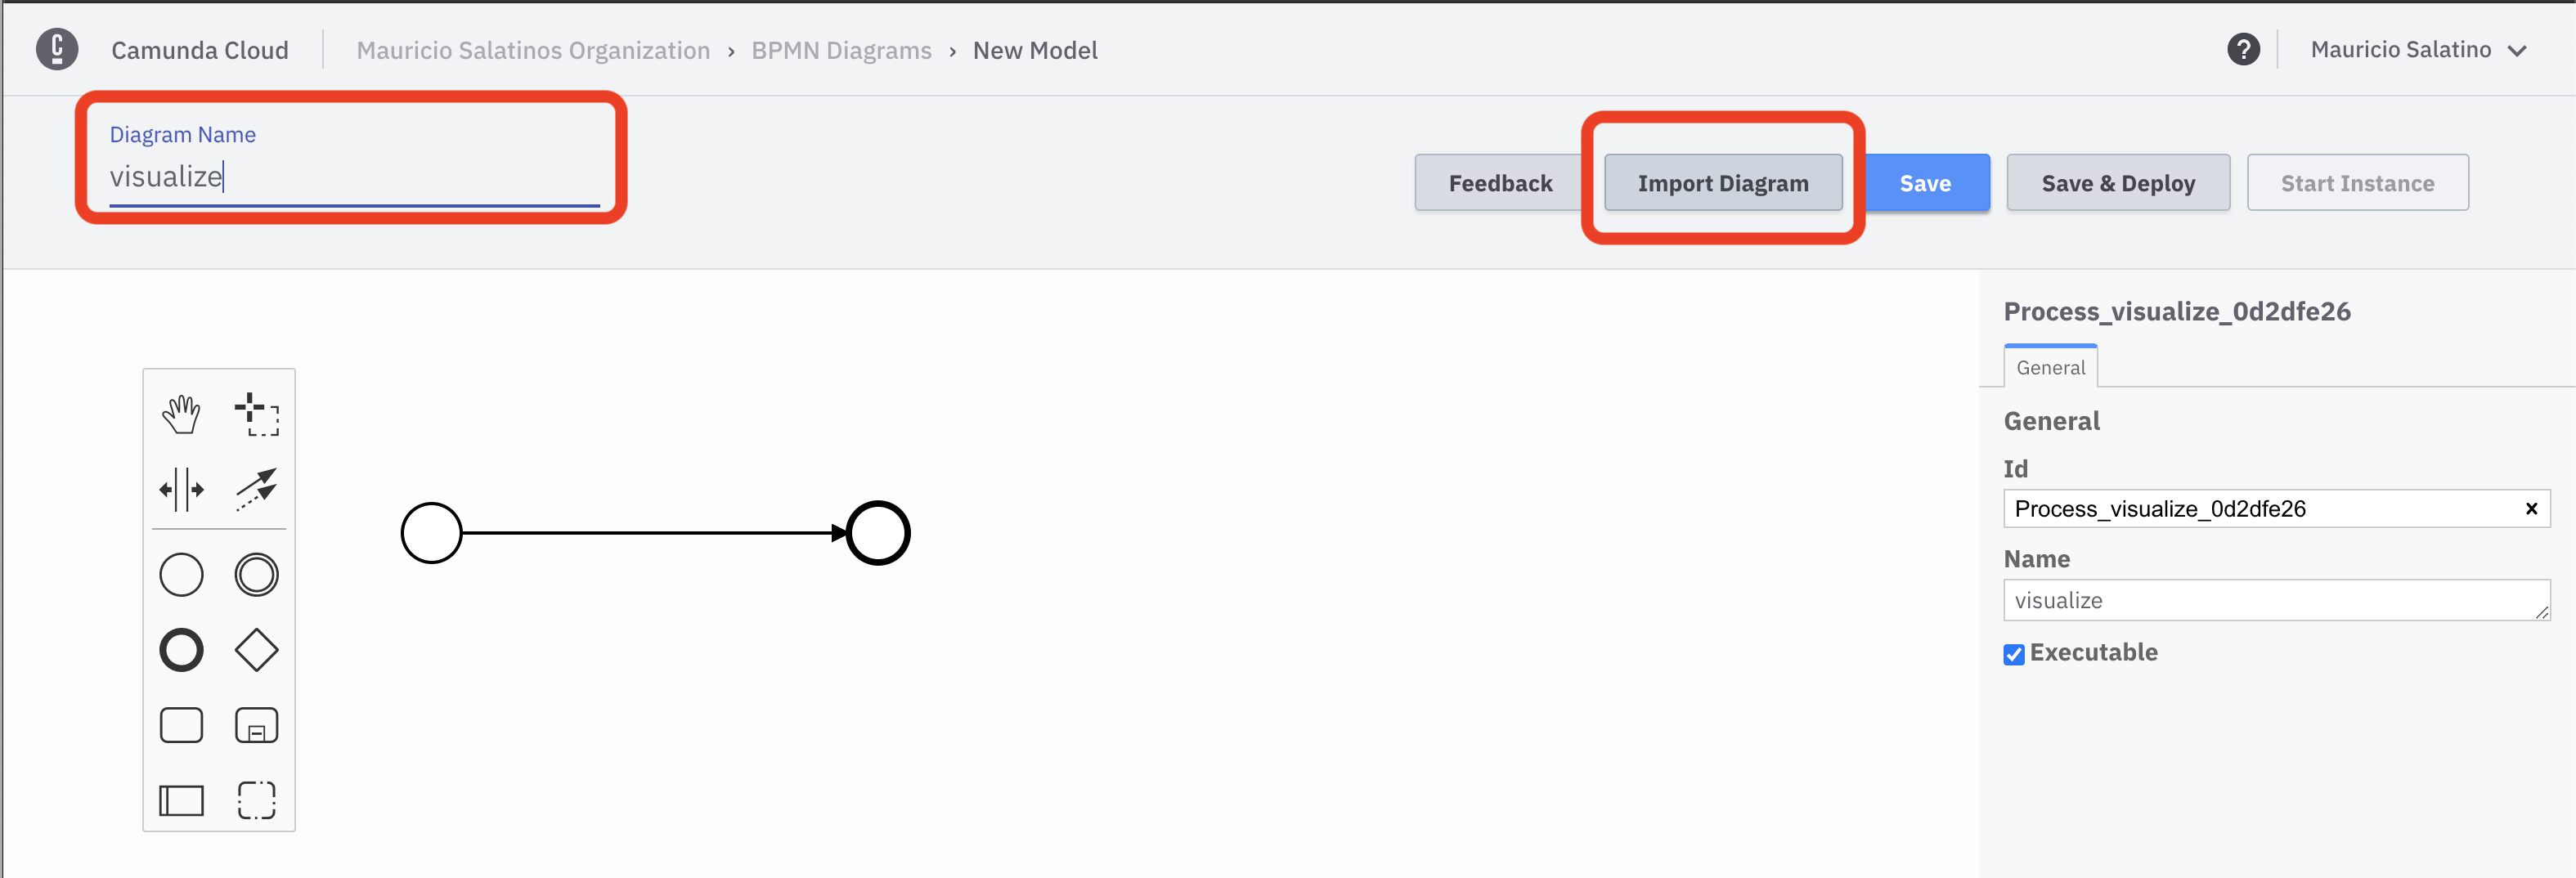 Camunda Cloud
Mauricio Salatinos Organization › BPMN Diagrams › New Model
? Mauricio Salatino
Diagram Name
visualize
Feedback
Import Diagram
Save
Save & Deploy
Start Instance
Process_visualize_0d2dfe26
General
General
Id
Process_visualize_0d2dfe26
Name
visualize
Executable